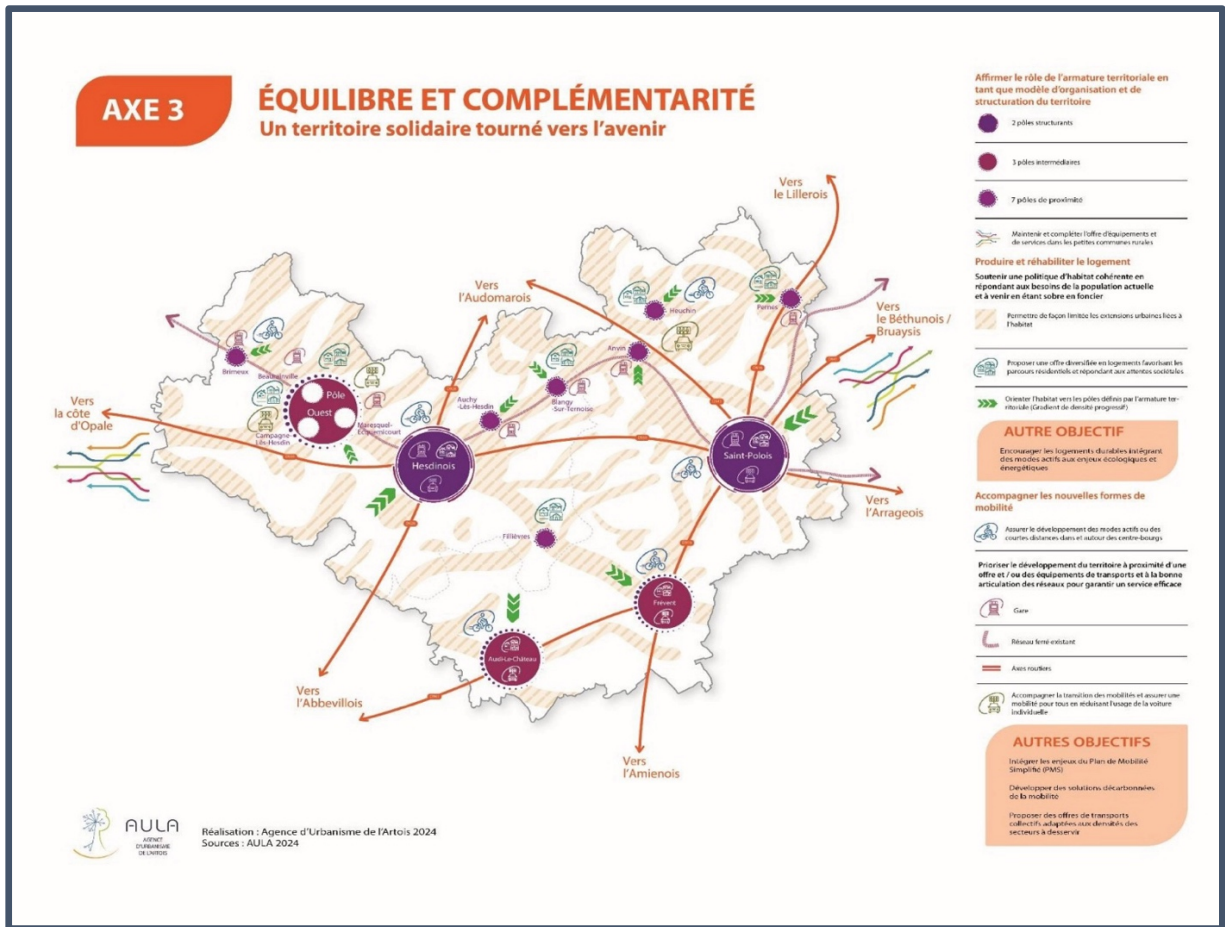 AXE 3
ÉQUILIBRE ET COMPLÉMENTARITÉ
Un territoire solidaire tourné vers l'avenir
Vers
le Lillerois
Vers
l'Audomarois
Vers
le Béthunois /
Bruaysis
Vers
la côte
d'Opale
Vers
l'Arrageois
Vers
l'Abbevillois
Vers
l'Amienois
Heuchin
Pernes
Anvin
Brimeux
Beaurainville
Pôle
Ouest
Campagne
-Lès-Hesdin
Maresquel-
Ecquemicourt
Auchy
-Lès-Hesdin
Blangy
-Sur-Ternoise
Hesdinois
Saint-Polois
Fillièvres
Frévent
Auxi-Le-Château
Affirmer le rôle de l'armature territoriale en
tant que modèle d'organisation et de
structuration du territoire
2 pôles structurants
3 pôles intermédiaires
7 pôles de proximité
Maintenir et compléter l'offre d'équipements et
de services dans les petites communes rurales
Produire et réhabiliter le logement
Soutenir une politique d'habitat cohérente en
répondant aux besoins de la population actuelle
et à venir en étant sobre en foncier
Permettre de façon limitée les extensions urbaines liées à
l'habitat
Proposer une offre diversifiée en logements favorisant les
parcours résidentiels et répondant aux attentes sociétales
Orienter l'habitat vers les pôles définis par l'armature ter-
ritoriale (Gradient de densité progressif)
AUTRE OBJECTIF
Encourager les logements durables intégrant
des modes actifs aux enjeux écologiques et
énergétiques
Accompagner les nouvelles formes de
mobilité
Assurer le développement des modes actifs ou des
courtes distances dans et autour des centre-bourgs
Prioriser le développement du territoire à proximité d'une
offre et / ou des équipements de transports et à la bonne
articulation des réseaux pour garantir un service efficace
Gare
Réseau ferré existant
Axes routiers
Accompagner la transition des mobilités et assurer une
mobilité pour tous en réduisant l'usage de la voiture
individuelle
AUTRES OBJECTIFS
Intégrer les enjeux du Plan de Mobilité
Simplifié (PMS)
Développer des solutions décarbonées
de la mobilité
Proposer des offres de transports
collectifs adaptées aux densités des
secteurs à desservir
AULA
AGENCE
D'URBANISME
DE L'ARTOIS
Réalisation : Agence d'Urbanisme de l'Artois 2024
Sources : AULA 2024